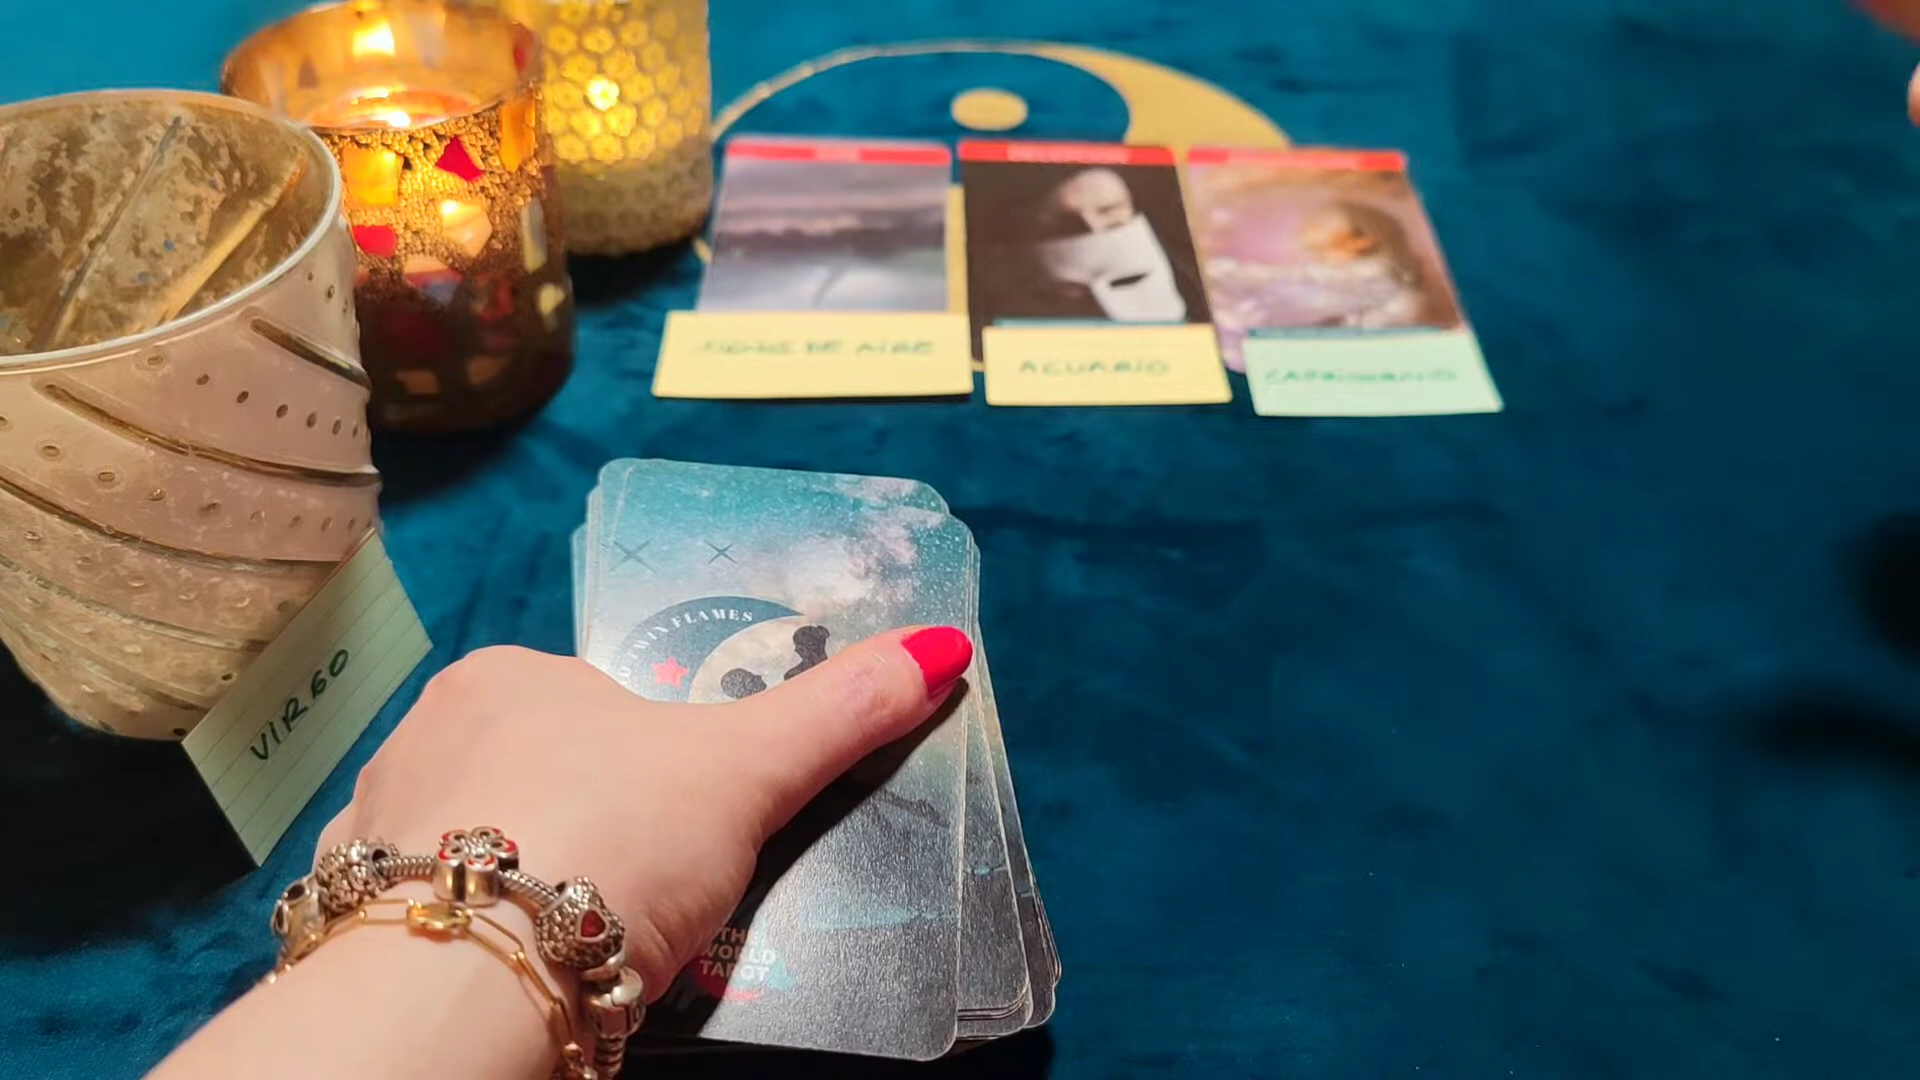 SIGNOS DE AIRE
ACUARIO
CAPRICORNIO
TWIN FLAMES
VIRGO
THE
WORLD
TAROT